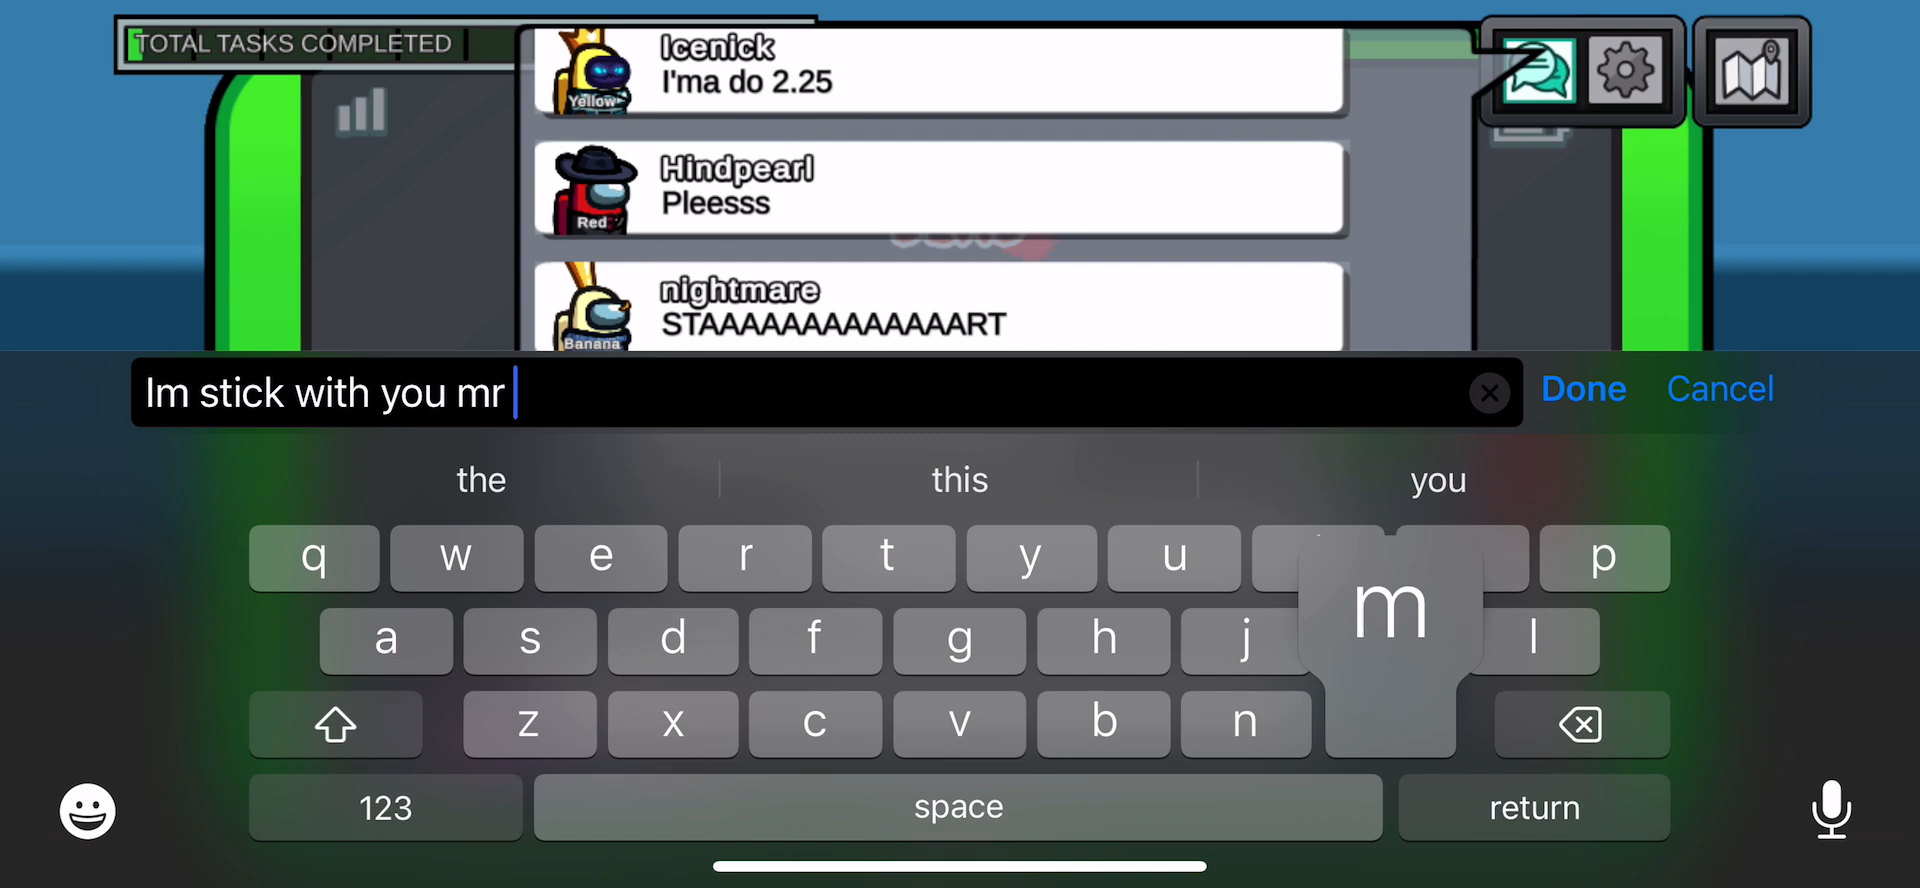 TOTAL TASKS COMPLETED
Icenick
I'ma do 2.25
Yellow
Hindpearl
Pleesss
Red
nightmare
STAAAAAAAAAAAAART
Banana
Im stick with you mr
Done
Cancel
the
this
you
q w e r t y u p
a s d f g h j l
m
z x c v b n
123
space
return